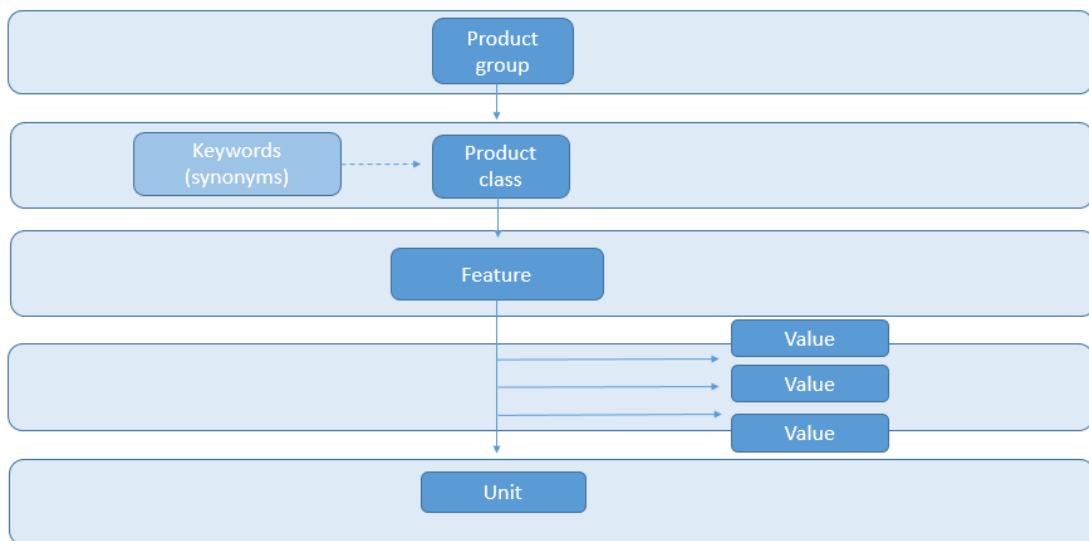 Product
group
Keywords
(synonyms)
Product
class
Feature
Value
Value
Value
Unit